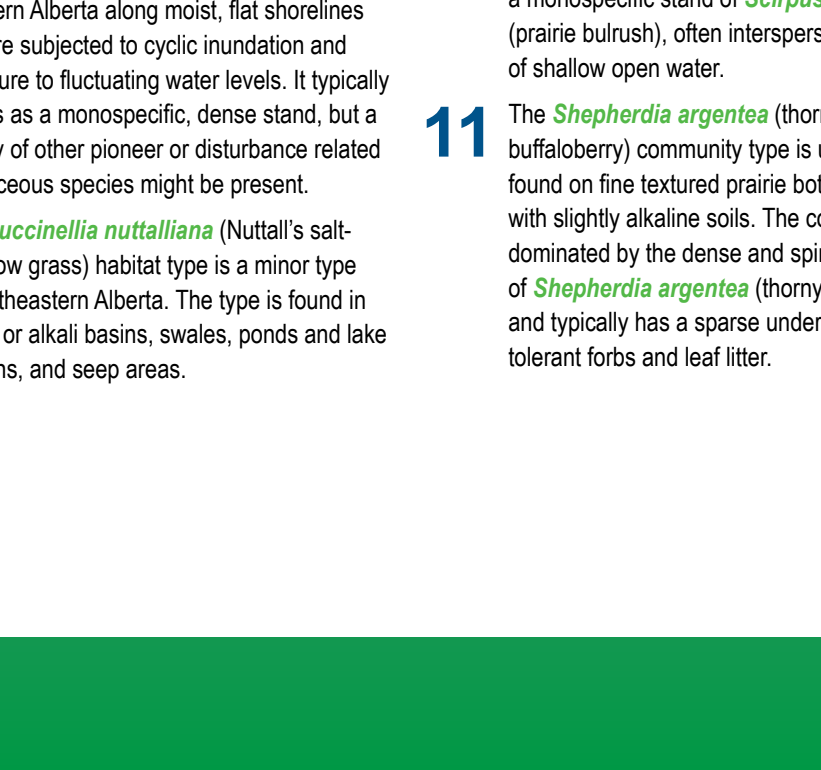 ern Alberta along moist, flat shorelines
re subjected to cyclic inundation and
ure to fluctuating water levels. It typically
s as a monospecific, dense stand, but a
y of other pioneer or disturbance related
ceous species might be present.
uccinellia nuttalliana (Nuttall's salt-
ow grass) habitat type is a minor type
theastern Alberta. The type is found in
or alkali basins, swales, ponds and lake
ns, and seep areas.
a monospecific stand of Scirpus
(prairie bulrush), often interspers
of shallow open water.
11 The Shepherdia argentea (thor
buffaloberry) community type is u
found on fine textured prairie bot
with slightly alkaline soils. The co
dominated by the dense and spi
of Shepherdia argentea (thorny
and typically has a sparse under
tolerant forbs and leaf litter.